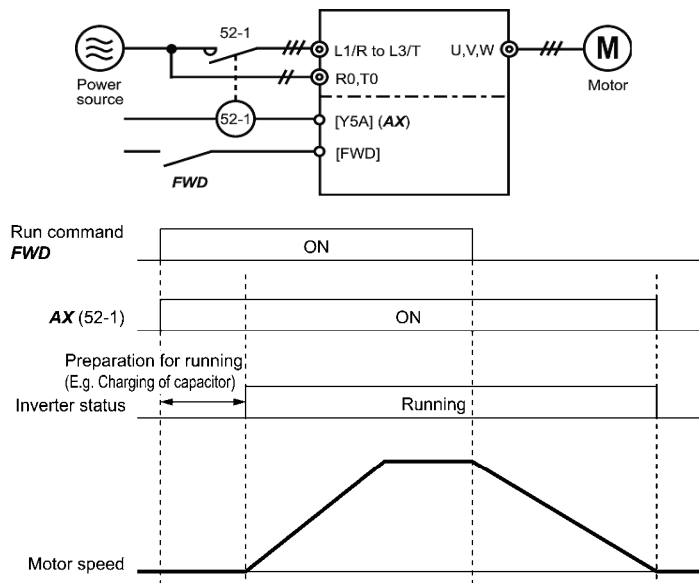 52-1
L1/R to L3/T
U,V,W
M
Power
source
R0,T0
Motor
52-1
[Y5A] (AX)
[FWD]
FWD
Run command
FWD
ON
AX (52-1)
ON
Preparation for running
(E.g. Charging of capacitor)
Inverter status
Running
Motor speed